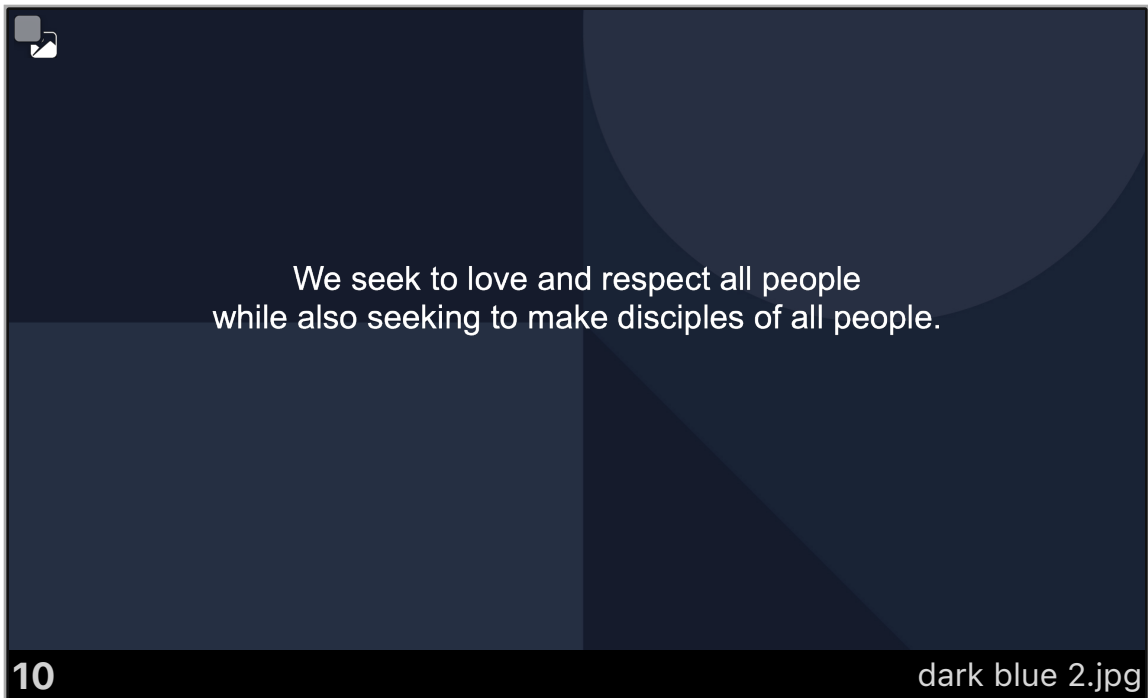 We seek to love and respect all people
while also seeking to make disciples of all people.
10
dark blue 2.jpg